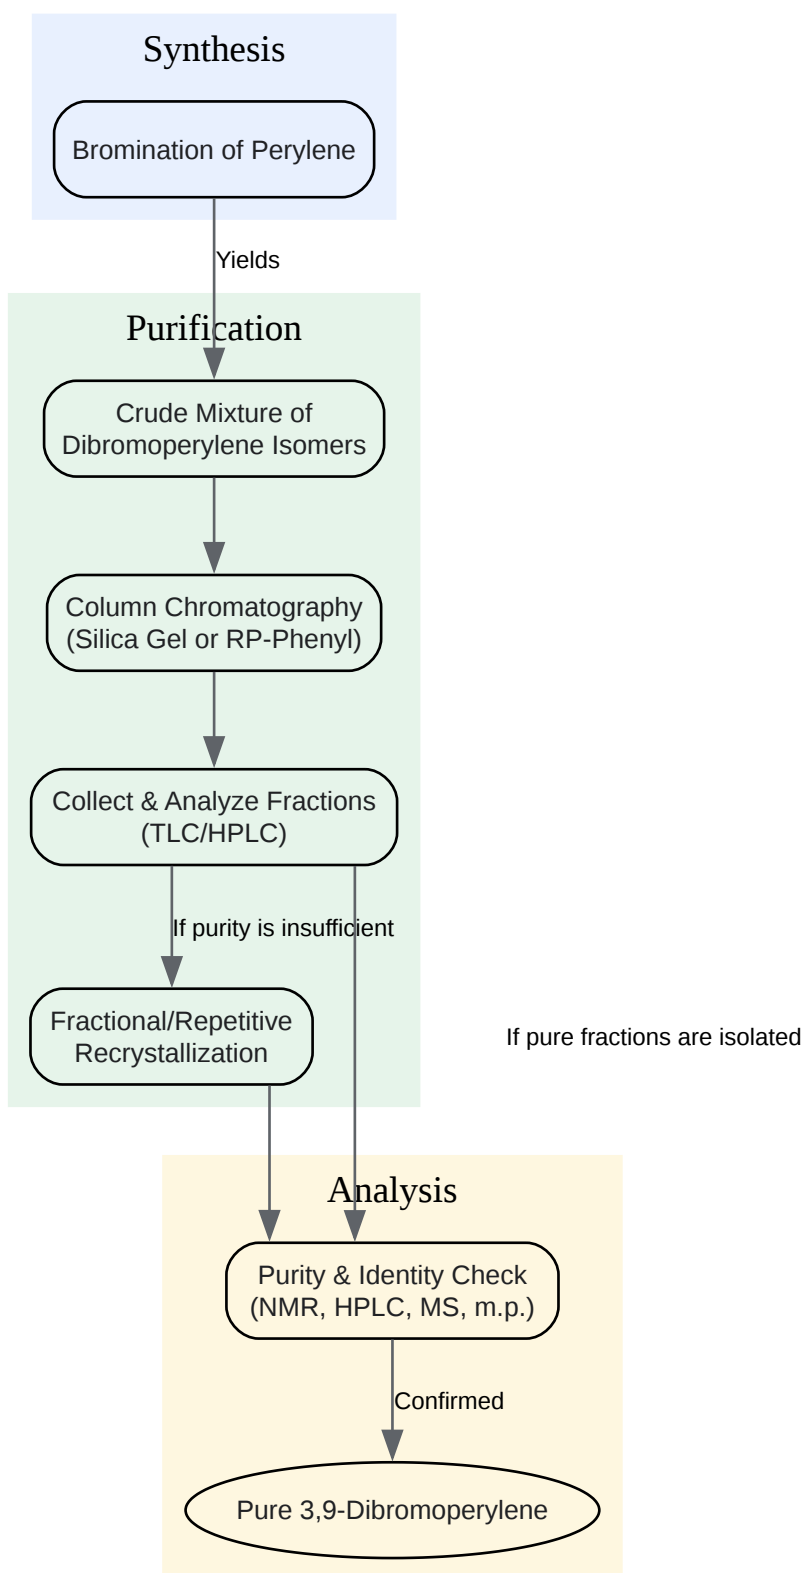 Synthesis
Bromination of Perylene
Yields
Purification
Crude Mixture of
Dibromoperylene Isomers
Column Chromatography
(Silica Gel or RP-Phenyl)
Collect & Analyze Fractions
(TLC/HPLC)
If purity is insufficient
Fractional/Repetitive
Recrystallization
If pure fractions are isolated
Analysis
Purity & Identity Check
(NMR, HPLC, MS, m.p.)
Confirmed
Pure 3,9-Dibromoperylene